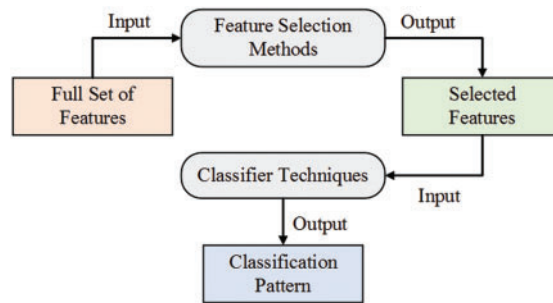 Input
Feature Selection
Methods
Output
Full Set of
Features
Selected
Features
Classifier Techniques
Input
Output
Classification
Pattern